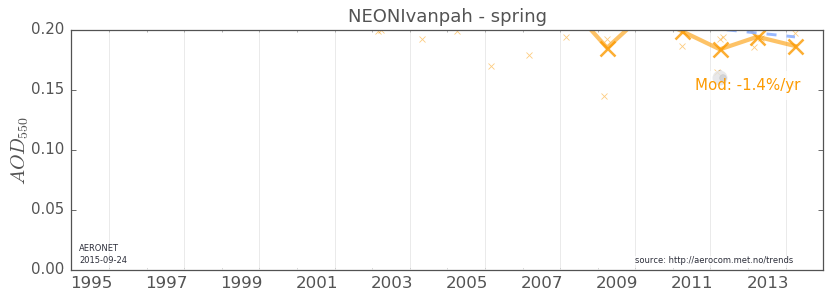 NEONIvanpah - spring
0.20
0.15
0.10
0.05
0.00
AOD550
Mod: -1.4%/yr
AERONET
2015-09-24
source: http://aerocom.met.no/trends
1995 1997 1999 2001 2003 2005 2007 2009 2011 2013